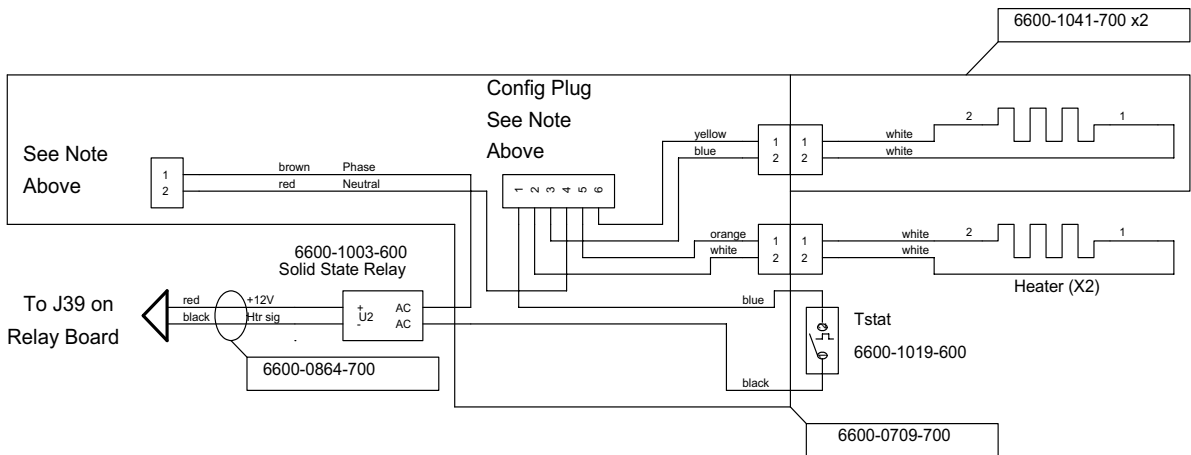 6600-1041-700 x2
Config Plug
See Note
Above
See Note
Above
1
2
brown Phase
red Neutral
1 2 3 4 5 6
yellow
blue
1
2
1
2
white
white
2
1
orange
white
1
2
1
2
white
white
2
1
Heater (X2)
6600-1003-600
Solid State Relay
To J39 on
Relay Board
red +12V
black Htr sig
+ AC
U2
- AC
6600-0864-700
blue
Tstat
6600-1019-600
black
6600-0709-700